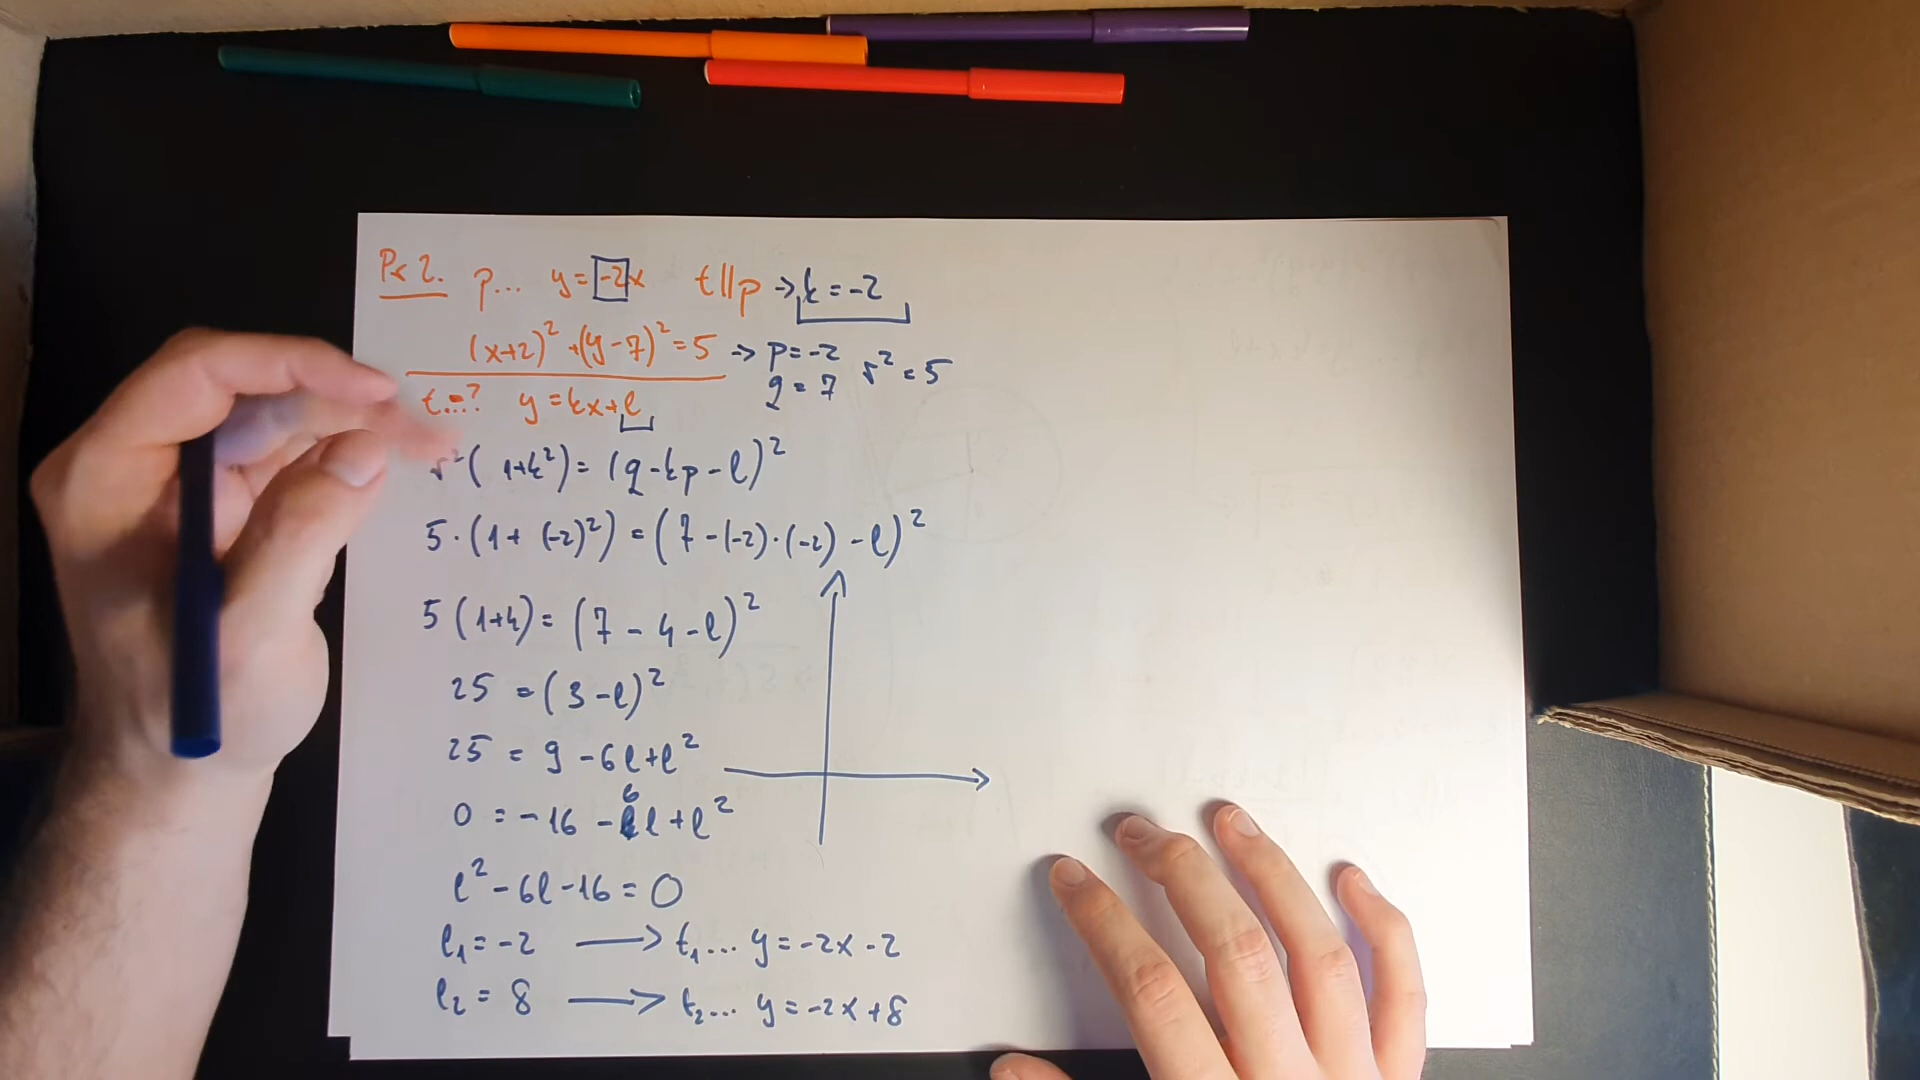 Pr 2. p... y = -2x t || p → k = -2
(x+2)² + (y-7)² = 5 → p = -2
q = 7 r² = 5
t...? y = kx + l
r²(1+k²) = (q - kp - l)²
5·(1+(-2)²) = (7-(-2)·(-2)-l)²
5(1+4) = (7-4-l)²
25 = (3-l)²
25 = 9 - 6l + l²
0 = -16 - 6l + l²
l² - 6l - 16 = 0
l₁ = -2 → t₁... y = -2x - 2
l₂ = 8 → t₂... y = -2x + 8